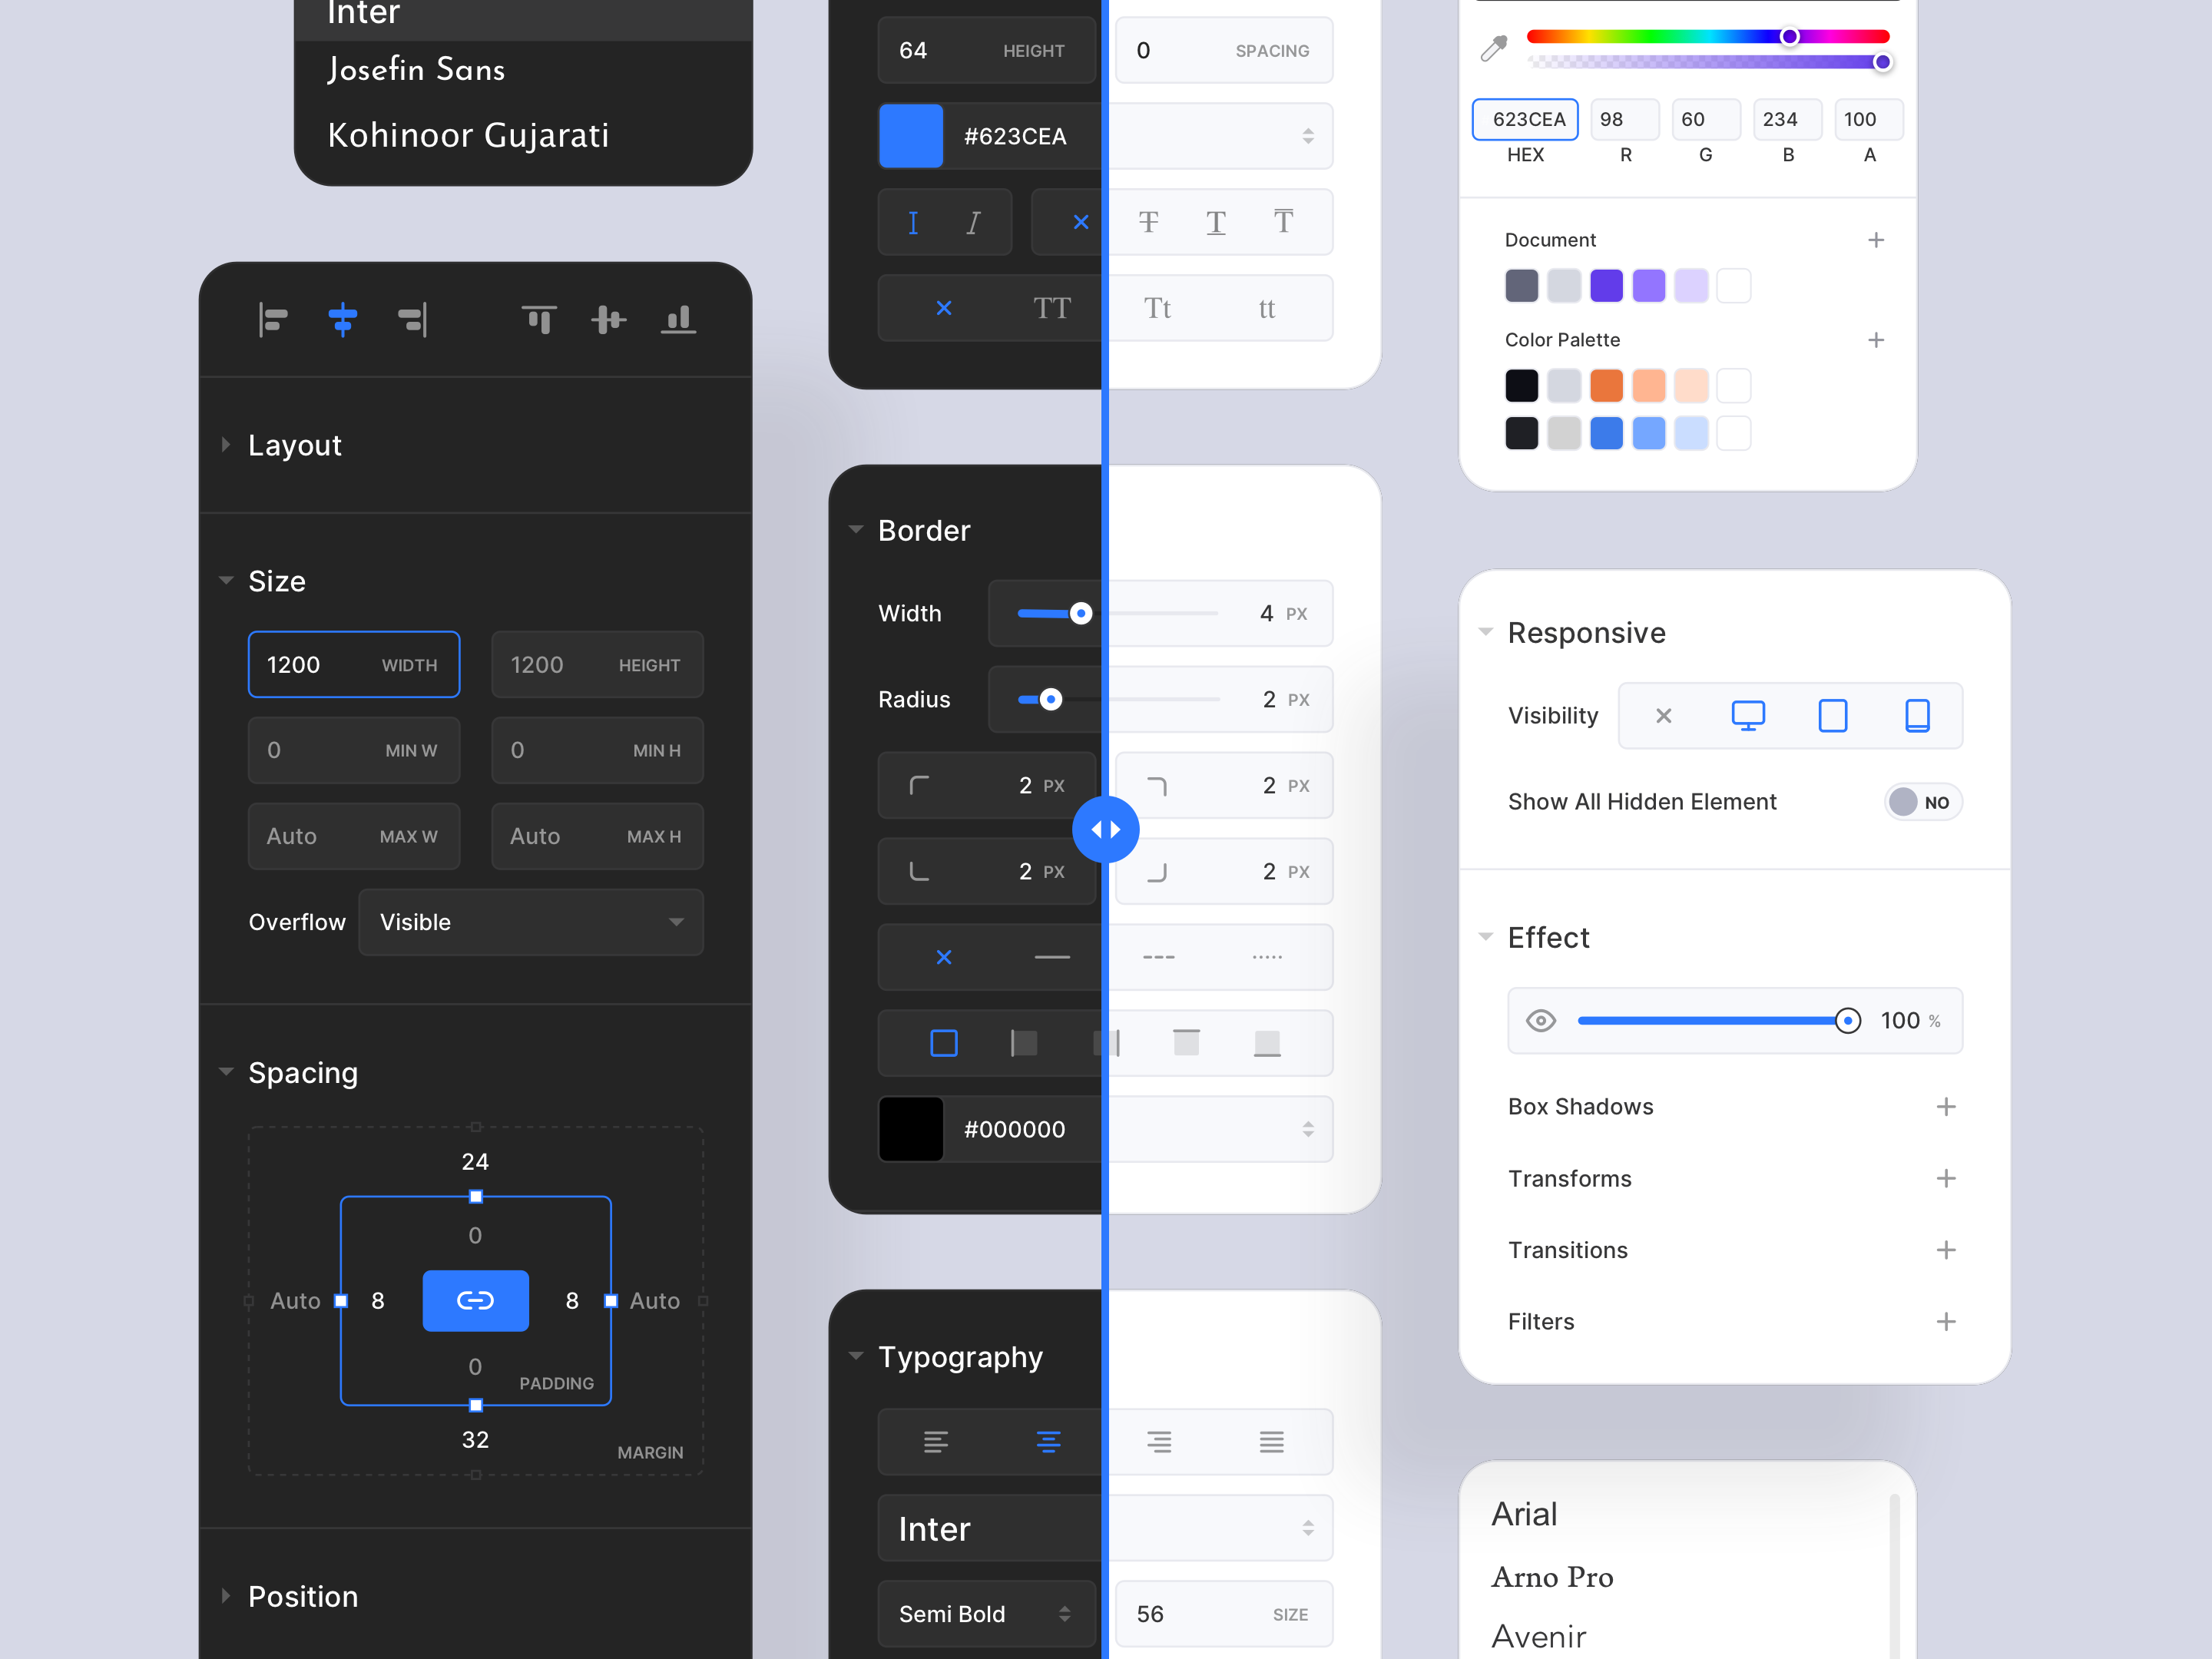 Inter
Josefin Sans
Kohinoor Gujarati
Layout
Size
1200 WIDTH 1200 HEIGHT
0 MIN W 0 MIN H
Auto MAX W Auto MAX H
Overflow Visible
Spacing
24
0
Auto 8 8 Auto
0
PADDING
32
MARGIN
Position
64 HEIGHT 0 SPACING
#623CEA
I I T T T
TT Tt tt
Border
Width 4 PX
Radius 2 PX
2 PX 2 PX
2 PX 2 PX
#000000
Typography
Inter
Semi Bold 56 SIZE
623CEA 98 60 234 100
HEX R G B A
Document
Color Palette
Responsive
Visibility
Show All Hidden Element NO
Effect
100 %
Box Shadows
Transforms
Transitions
Filters
Arial
Arno Pro
Avenir